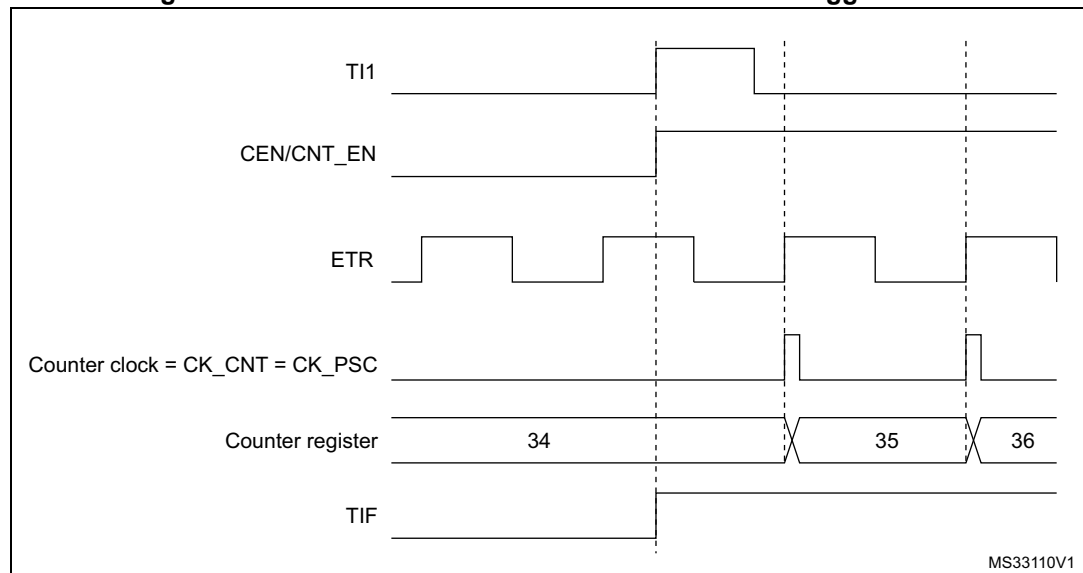 TI1
CEN/CNT_EN
ETR
Counter clock = CK_CNT = CK_PSC
Counter register 34 35 36
TIF
MS33110V1